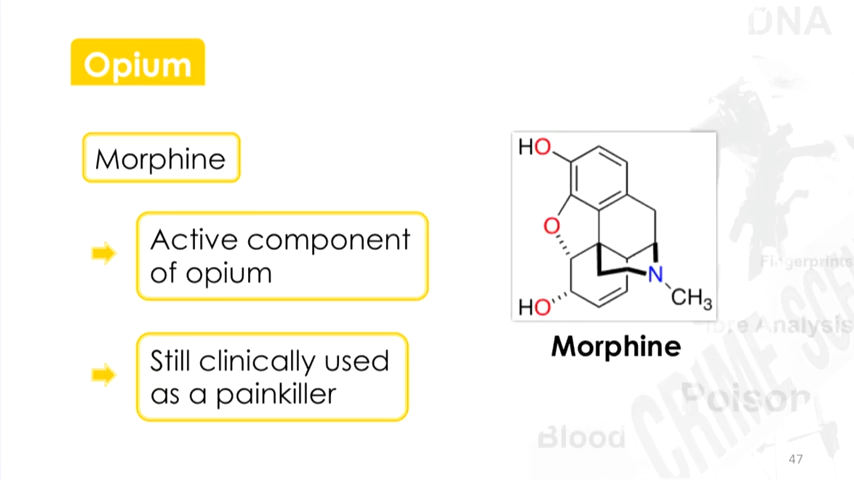 DNA
Opium
Morphine
Active component
of opium
Still clinically used
as a painkiller
HO
O
HO
N
CH3
Morphine
Fingerprints
Analysis
CRIME
Poison
Blood
47